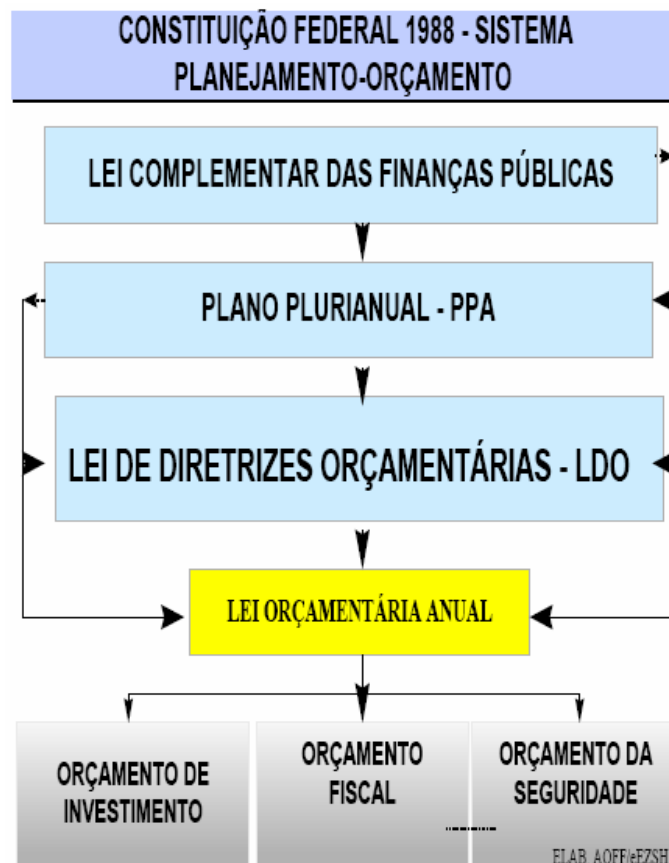 CONSTITUIÇÃO FEDERAL 1988 - SISTEMA
PLANEJAMENTO-ORÇAMENTO
LEI COMPLEMENTAR DAS FINANÇAS PÚBLICAS
PLANO PLURIANUAL - PPA
LEI DE DIRETRIZES ORÇAMENTÁRIAS - LDO
LEI ORÇAMENTÁRIA ANUAL
ORÇAMENTO DE
INVESTIMENTO
ORÇAMENTO
FISCAL
ORÇAMENTO DA
SEGURIDADE